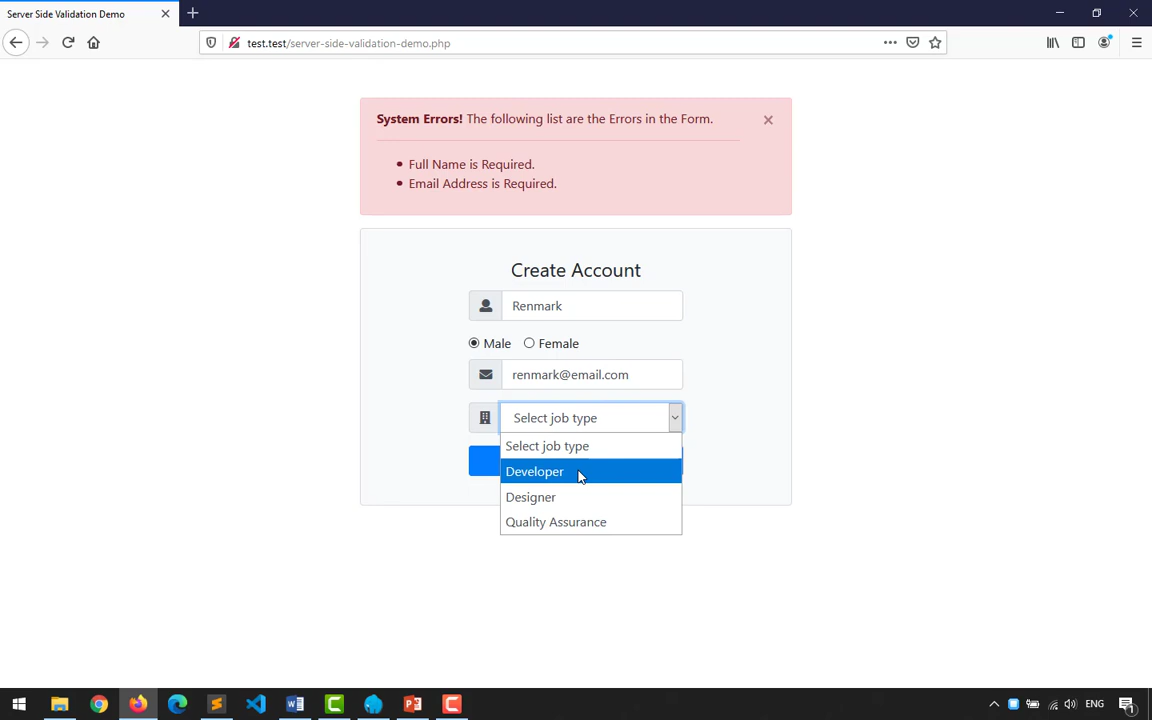 Server Side Validation Demo
test.test/server-side-validation-demo.php
System Errors! The following list are the Errors in the Form.
Full Name is Required.
Email Address is Required.
Create Account
Renmark
Male Female
renmark@email.com
Select job type
Select job type
Developer
Designer
Quality Assurance
ENG
1